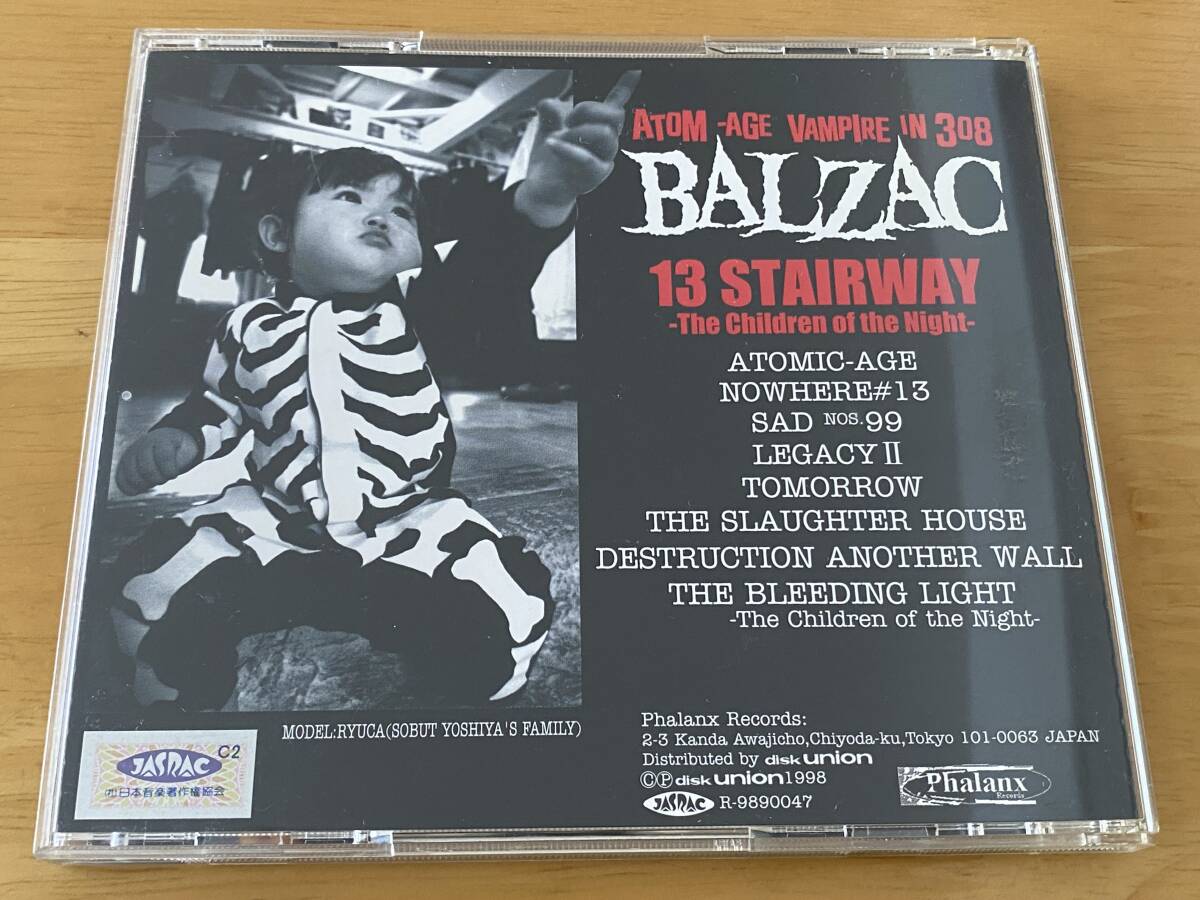 ATOM-AGE VAMPIRE IN 308
BALZAC
13 STAIRWAY
-The Children of the Night-
ATOMIC-AGE
NOWHERE#13
SAD NOS.99
LEGACY II
TOMORROW
THE SLAUGHTER HOUSE
DESTRUCTION ANOTHER WALL
THE BLEEDING LIGHT
-The Children of the Night-
MODEL:RYUCA(SOBUT YOSHIYA'S FAMILY)
C2
JASRAC
(社)日本音楽著作権協会
Phalanx Records:
2-3 Kanda Awajicho,Chiyoda-ku,Tokyo 101-0063 JAPAN
Distributed by disk union
©℗disk union1998
JASRAC R-9890047
Phalanx
Records